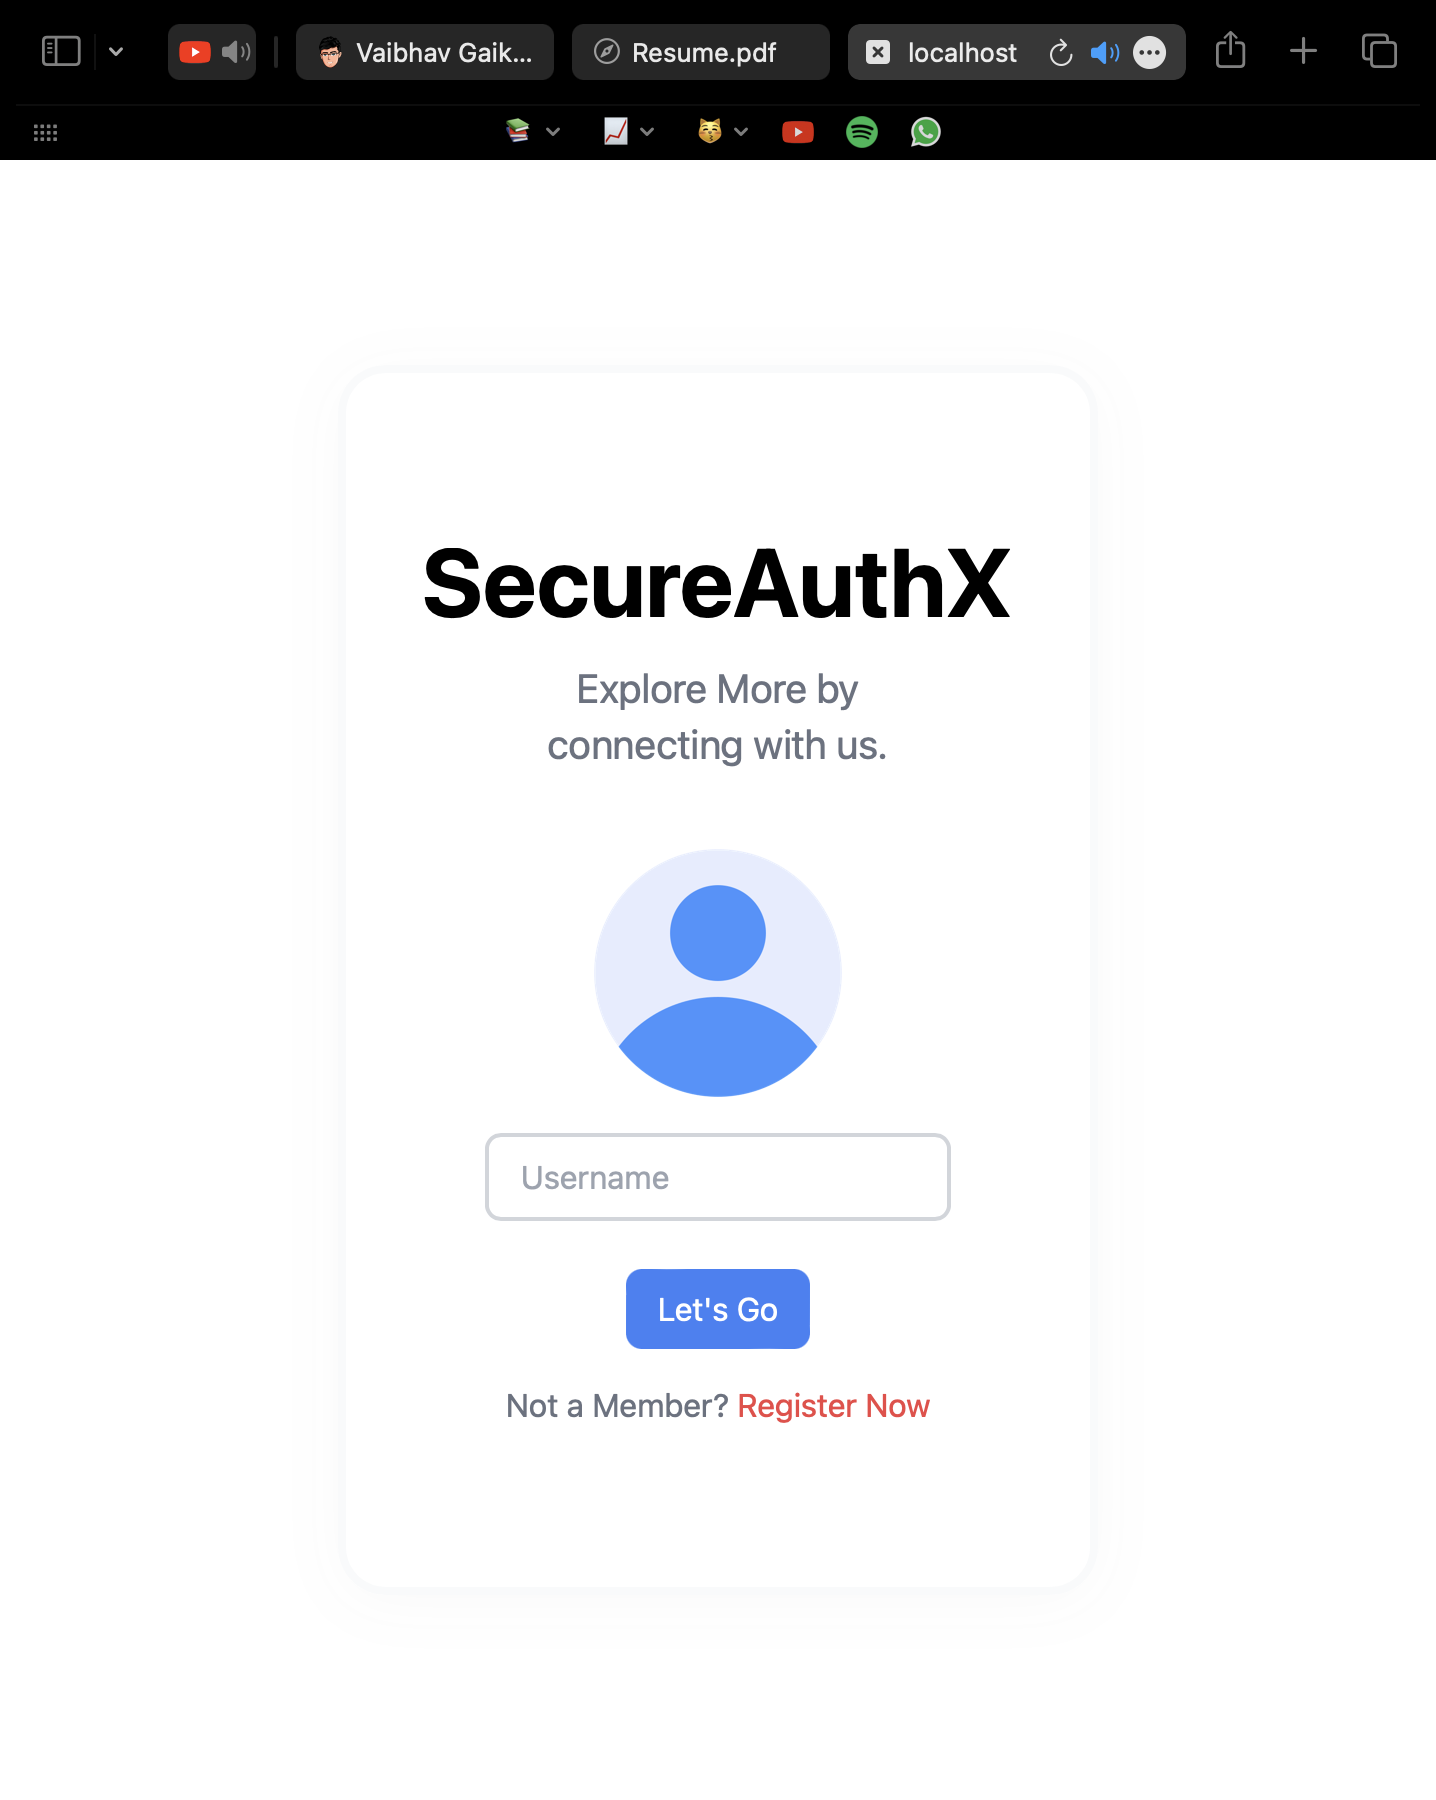 Vaibhav Gaik...
Resume.pdf
localhost
SecureAuthX
Explore More by
connecting with us.
Username
Let's Go
Not a Member? Register Now